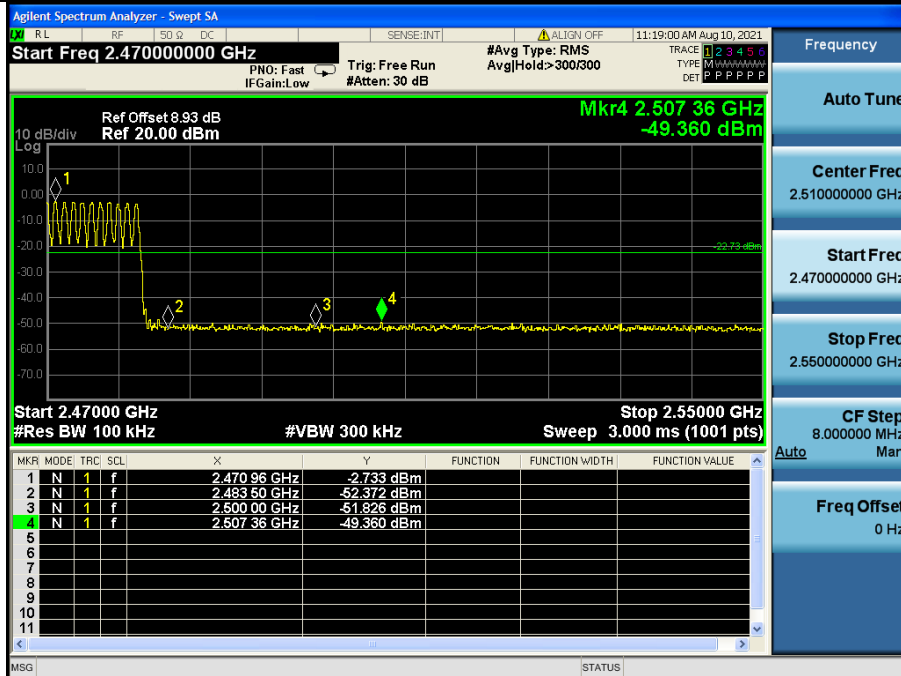 Agilent Spectrum Analyzer - Swept SA
LXI RL RF 50 Ω DC SENSE:INT ALIGN OFF 11:19:00 AM Aug 10, 2021
Start Freq 2.470000000 GHz
PNO: Fast
IFGain:Low
Trig: Free Run
#Atten: 30 dB
#Avg Type: RMS
Avg|Hold:>300/300
TRACE 1 2 3 4 5 6
TYPE MWWWWW
DET P P P P P P
Mkr4 2.507 36 GHz
-49.360 dBm
Ref Offset 8.93 dB
10 dB/div Ref 20.00 dBm
Log
10.0
0.00
-10.0
-20.0
-30.0
-40.0
-50.0
-60.0
-70.0
1
2
3
4
-22.73 dBm
Start 2.47000 GHz Stop 2.55000 GHz
#Res BW 100 kHz #VBW 300 kHz Sweep 3.000 ms (1001 pts)
MKR MODE TRC SCL X Y FUNCTION FUNCTION WIDTH FUNCTION VALUE
1 N 1 f 2.470 96 GHz -2.733 dBm
2 N 1 f 2.483 50 GHz -52.372 dBm
3 N 1 f 2.500 00 GHz -51.826 dBm
4 N 1 f 2.507 36 GHz -49.360 dBm
5
6
7
8
9
10
11
MSG STATUS
Frequency
Auto Tune
Center Freq
2.510000000 GHz
Start Freq
2.470000000 GHz
Stop Freq
2.550000000 GHz
CF Step
8.000000 MHz
Auto Man
Freq Offset
0 Hz